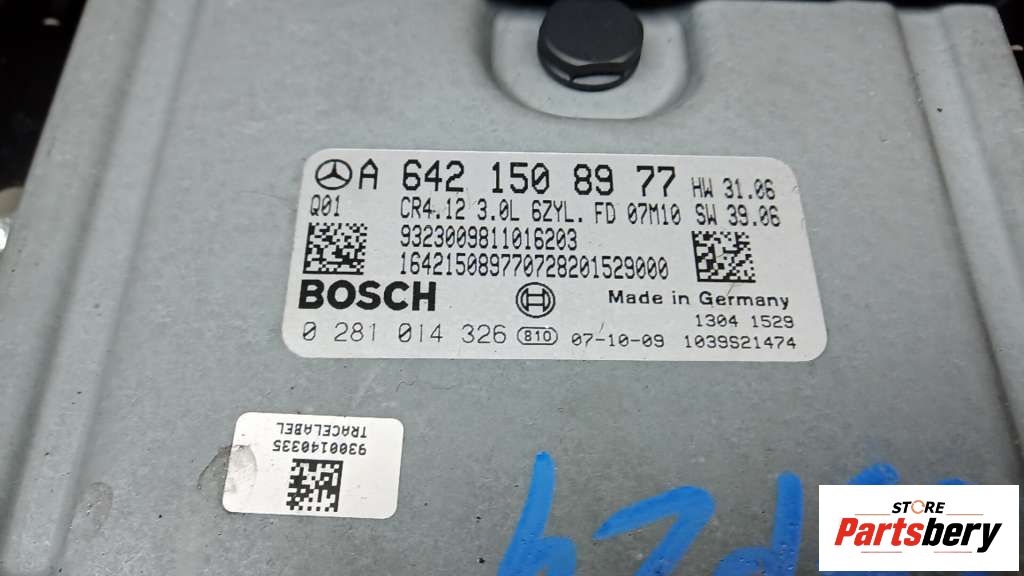 A 642 150 89 77 HW 31.06
Q01 CR4.12 3.0L 6ZYL. FD 07M10 SW 39.06
9323009811016203
164215089770728201529000
BOSCH Made in Germany
1304 1529
0 281 014 326 810 07-10-09 1039S21474
TRACELABEL
9300140335
STORE
Partsbery